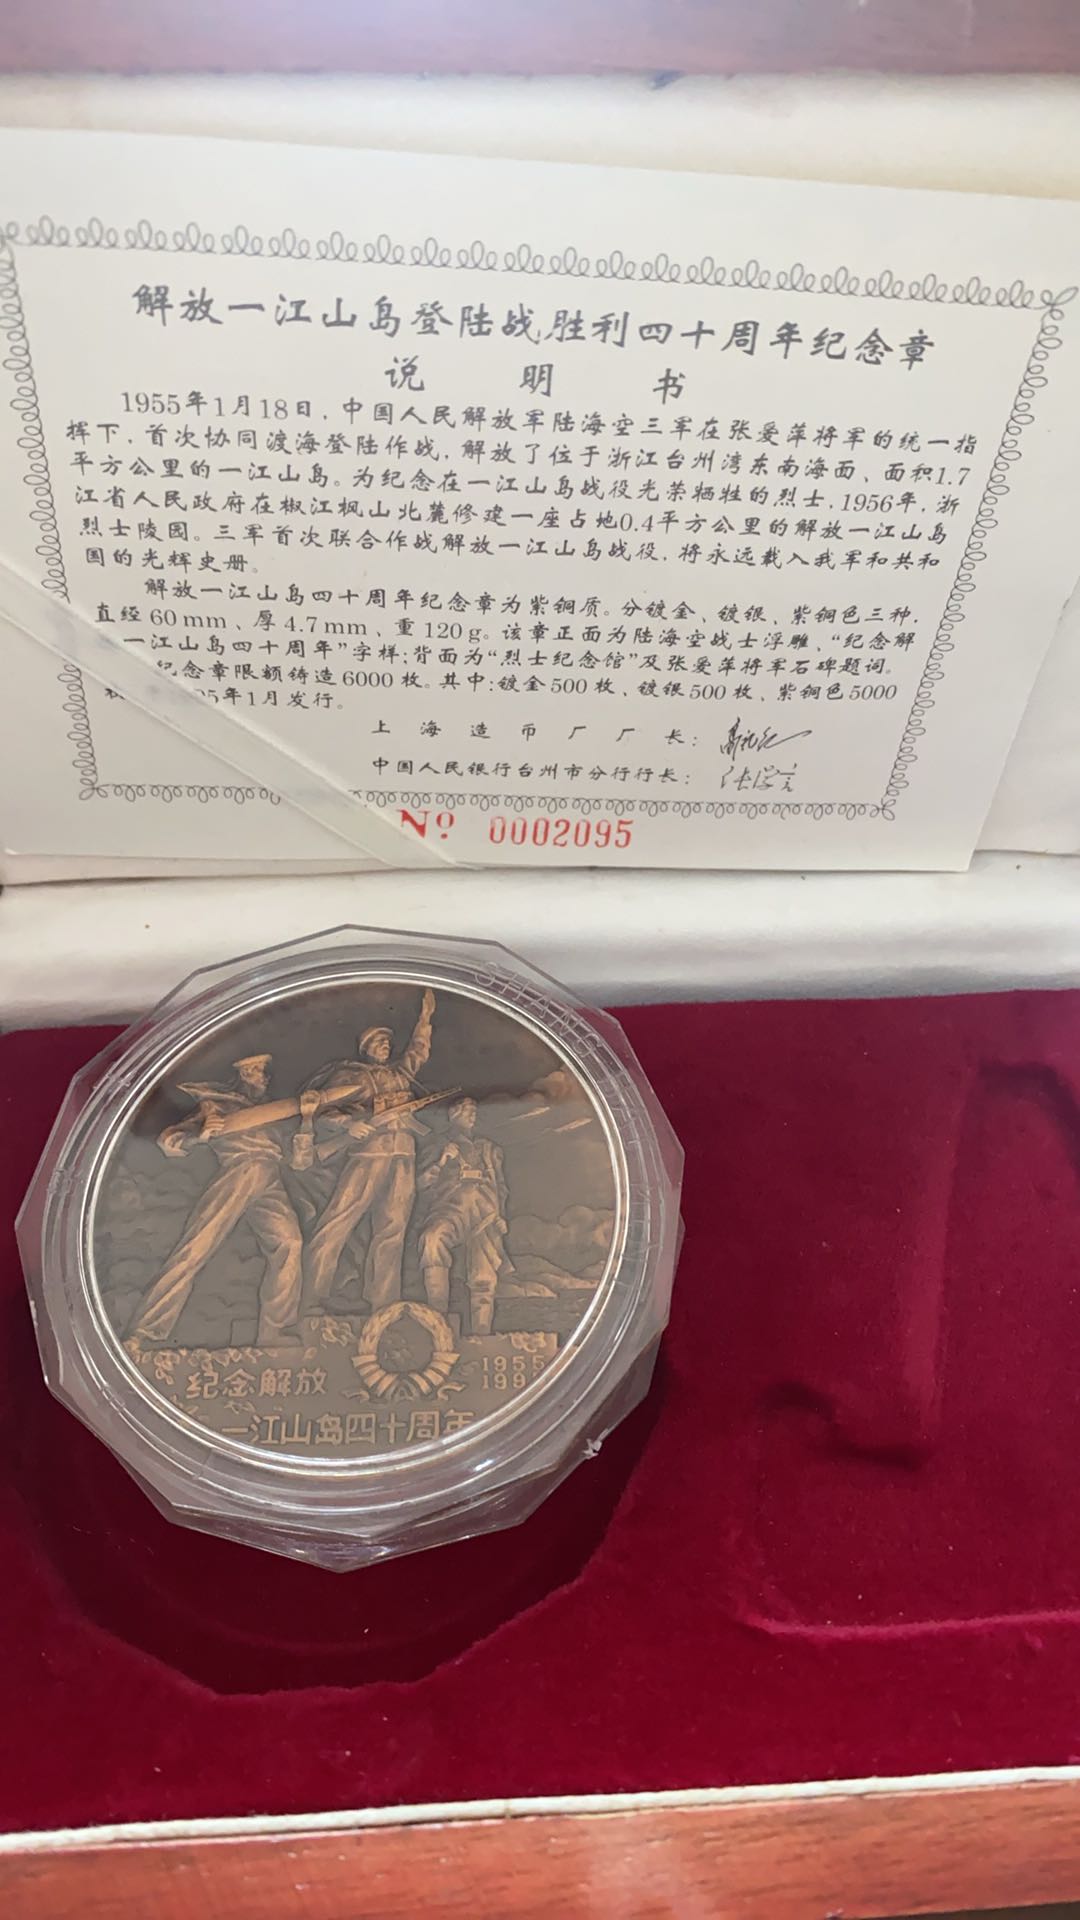 解放一江山岛登陆战胜利四十周年纪念章
说 明 书
1955年1月18日，中国人民解放军陆海空三军在张爱萍将军的统一指
挥下，首次协同渡海登陆作战，解放了位于浙江台州湾东南海面、面积1.7
平方公里的一江山岛。为纪念在一江山岛战役光荣牺牲的烈士，1956年，浙
江省人民政府在椒江枫山北麓修建一座占地0.4平方公里的解放一江山岛
烈士陵园。三军首次联合作战解放一江山岛战役，将永远载入我军和共和
国的光辉史册。
解放一江山岛四十周年纪念章为紫铜质。分镀金、镀银、紫铜色三种，
直经60mm、厚4.7mm、重120g。该章正面为陆海空战士浮雕、“纪念解
一江山岛四十周年”字样；背面为“烈士纪念馆”及张爱萍将军石碑题词。
纪念章限额铸造6000枚。其中：镀金500枚、镀银500枚、紫铜色5000
5年1月发行。
上海造币厂厂长：
中国人民银行台州市分行行长：
No 0002095
SHANG
纪念解放
1955
199
一江山岛四十周年